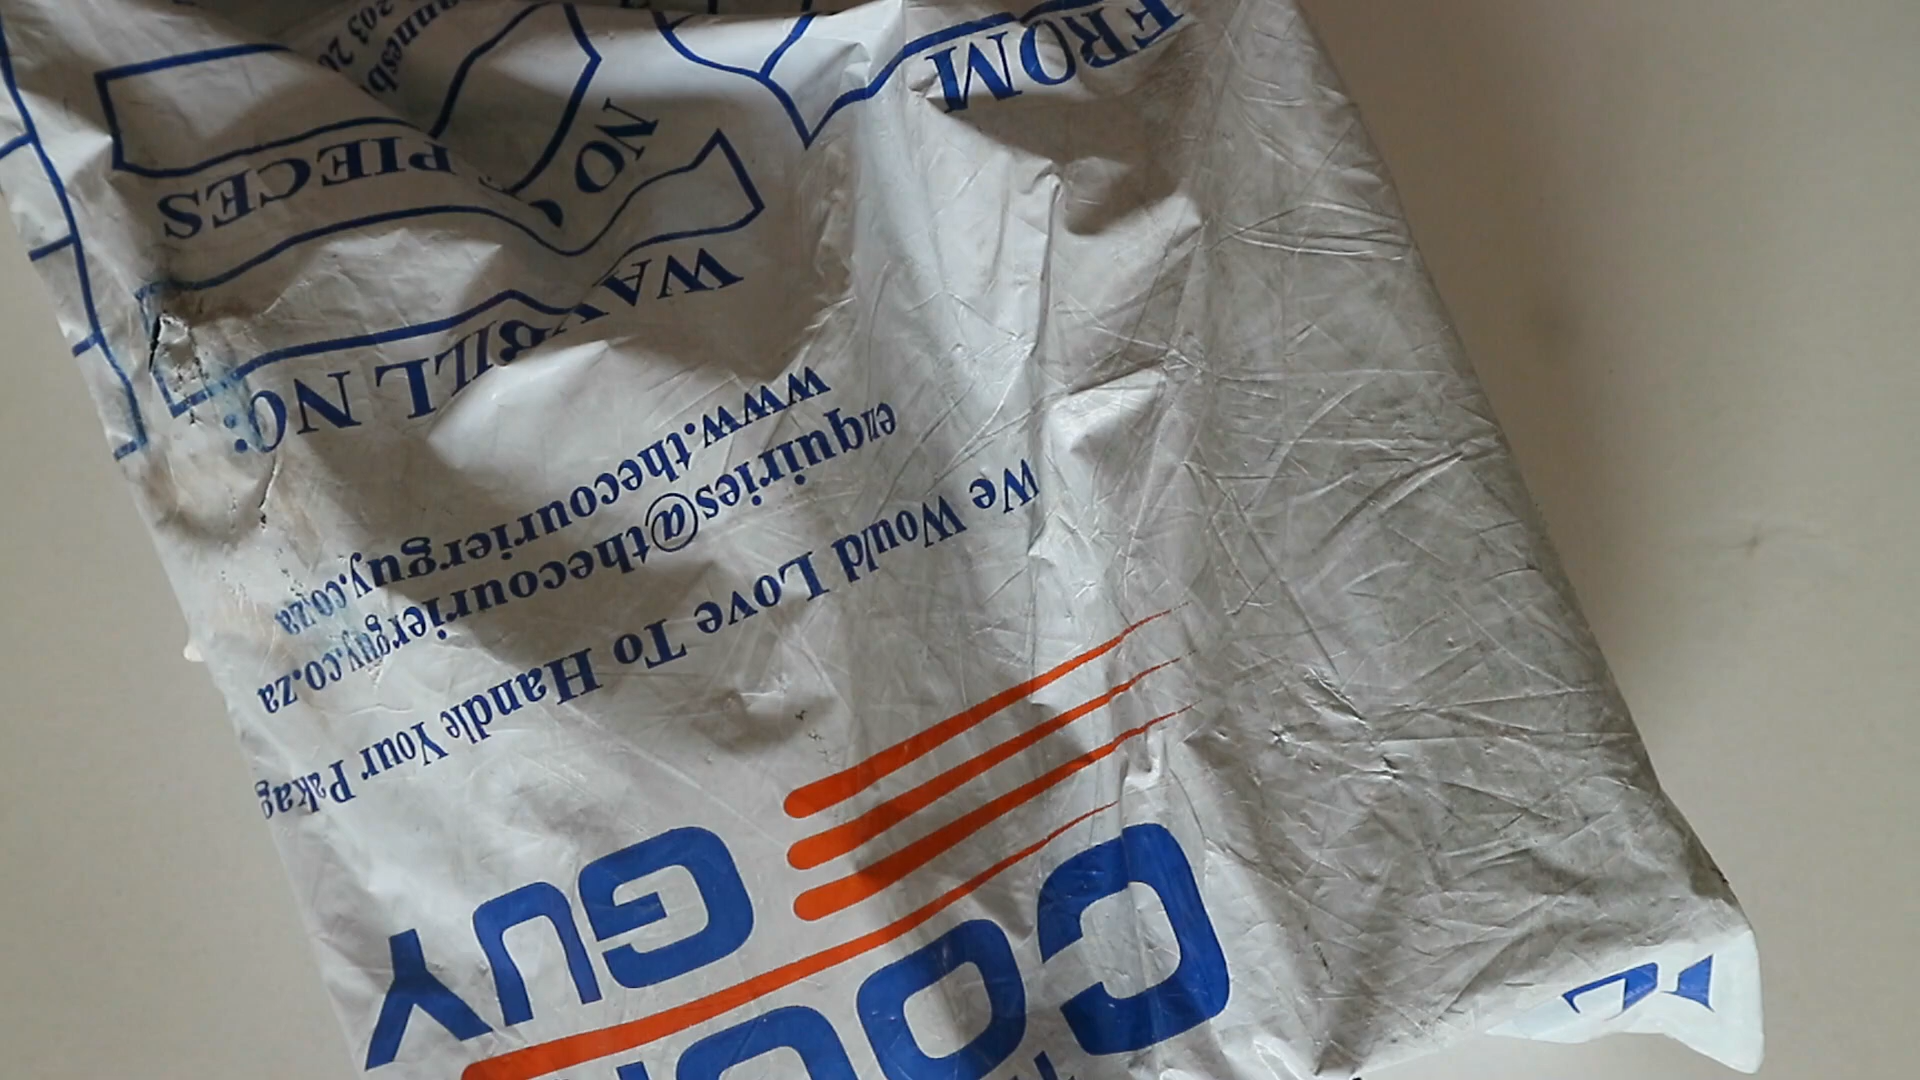 COU
GUY
We Would Love To Handle Your Pakag
enquiries@thecourierguy.co.za
www.thecourierguy.co.za
WAYBILL NO:
NO
PIECES
FROM